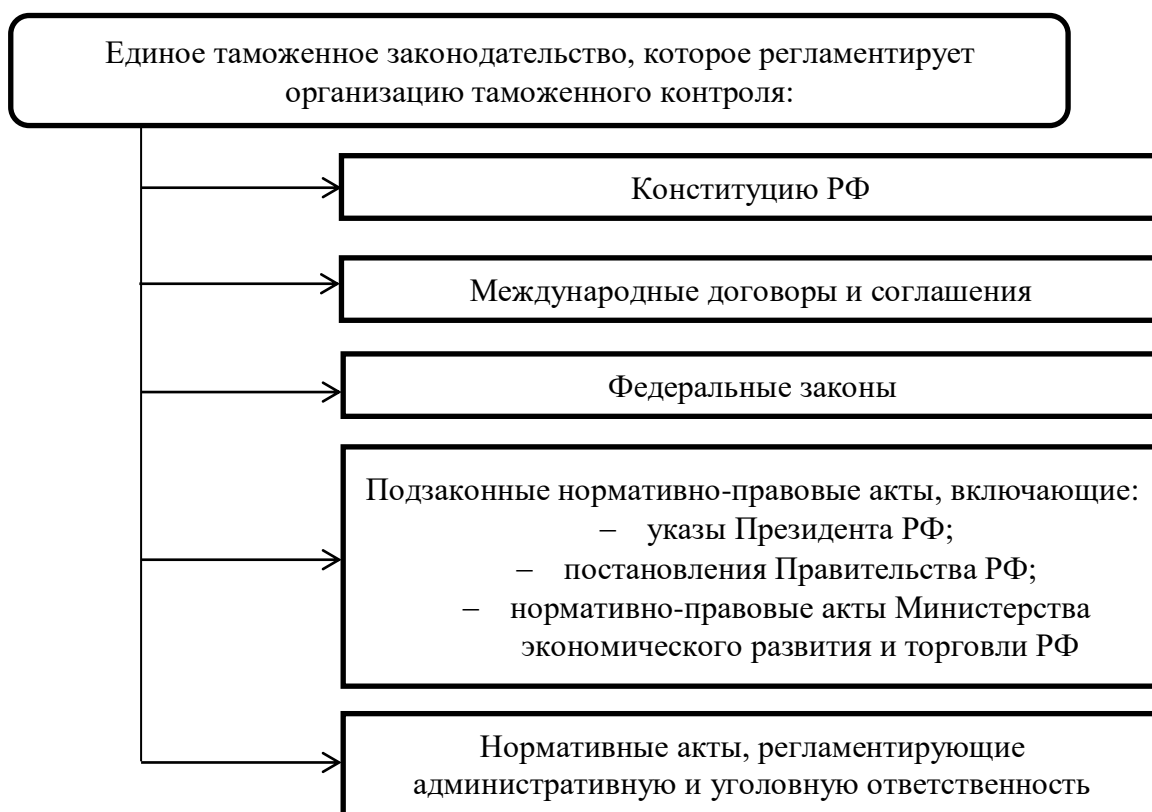 Единое таможенное законодательство, которое регламентирует
организацию таможенного контроля:
Конституцию РФ
Международные договоры и соглашения
Федеральные законы
Подзаконные нормативно-правовые акты, включающие:
– указы Президента РФ;
– постановления Правительства РФ;
– нормативно-правовые акты Министерства
экономического развития и торговли РФ
Нормативные акты, регламентирующие
административную и уголовную ответственность